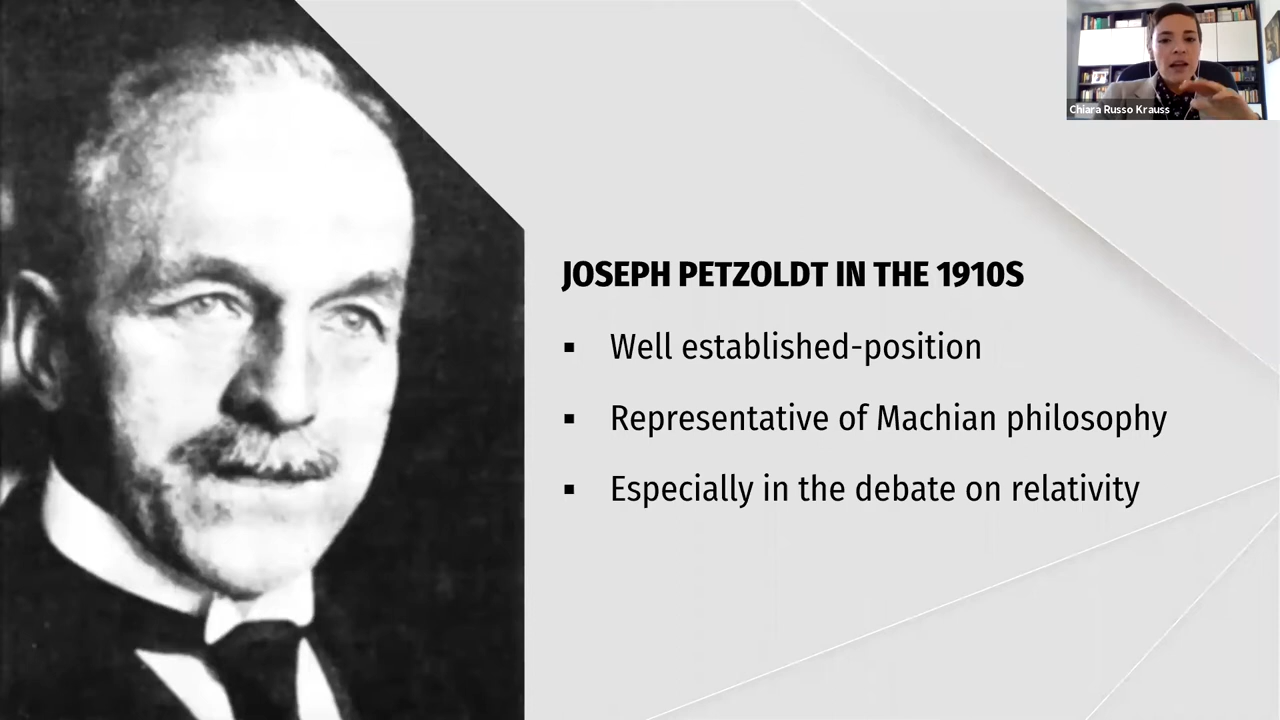 Chiara Russo Krauss
JOSEPH PETZOLDT IN THE 1910S
▪ Well established-position
▪ Representative of Machian philosophy
▪ Especially in the debate on relativity